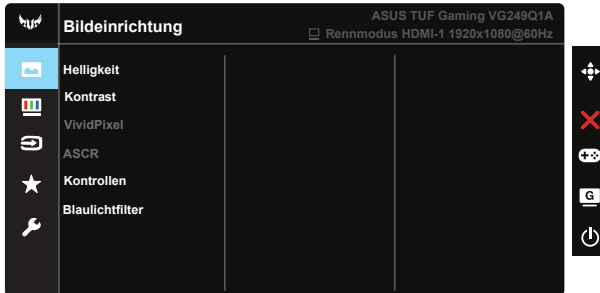 Bildeinrichtung
ASUS TUF Gaming VG249Q1A
Rennmodus HDMI-1 1920x1080@60Hz
Helligkeit
Kontrast
VividPixel
ASCR
Kontrollen
Blaulichtfilter
G